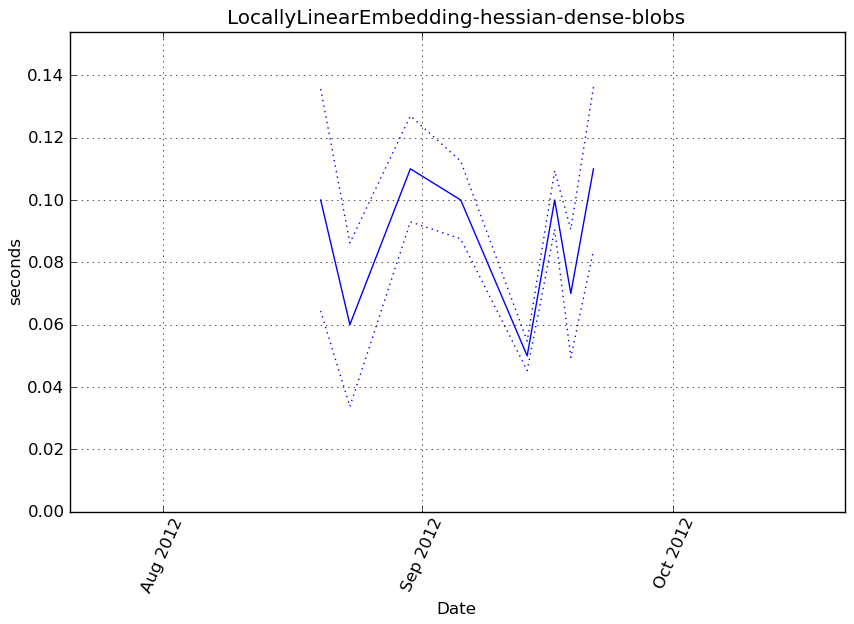 LocallyLinearEmbedding-hessian-dense-blobs
0.14
0.12
0.10
0.08
0.06
0.04
0.02
0.00
seconds
Aug 2012
Sep 2012
Oct 2012
Date